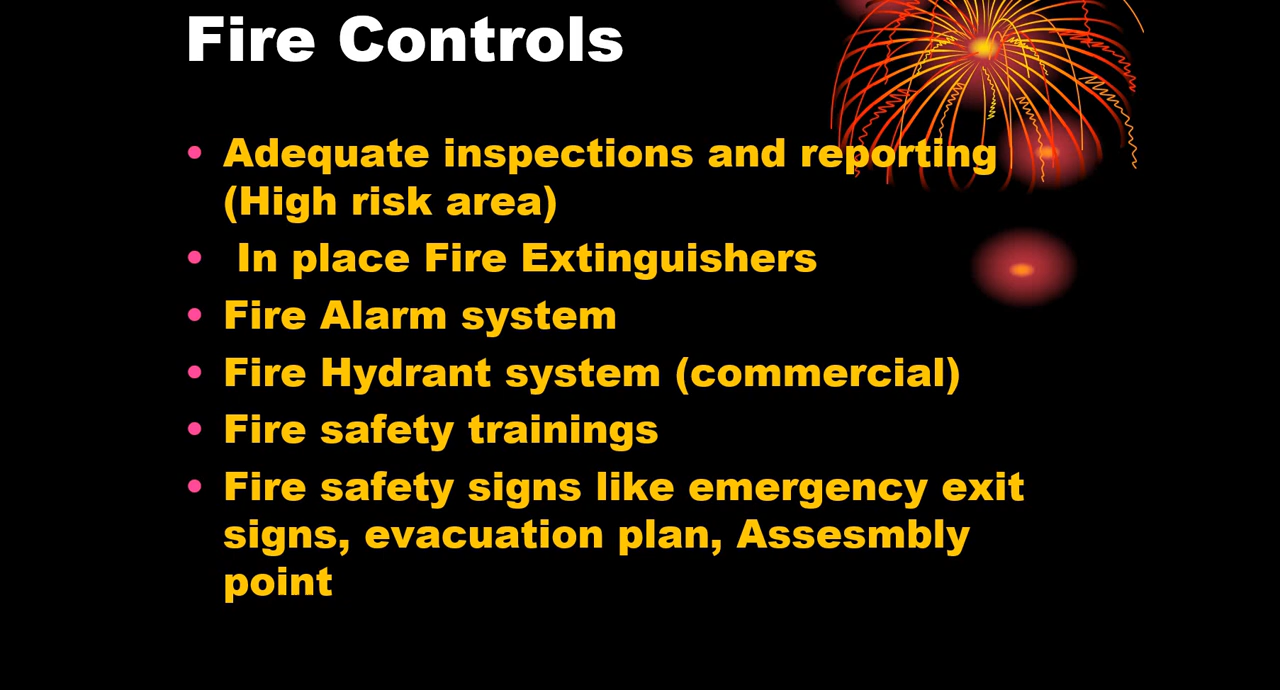 Fire Controls
• Adequate inspections and reporting
(High risk area)
• In place Fire Extinguishers
• Fire Alarm system
• Fire Hydrant system (commercial)
• Fire safety trainings
• Fire safety signs like emergency exit
signs, evacuation plan, Assesmbly
point